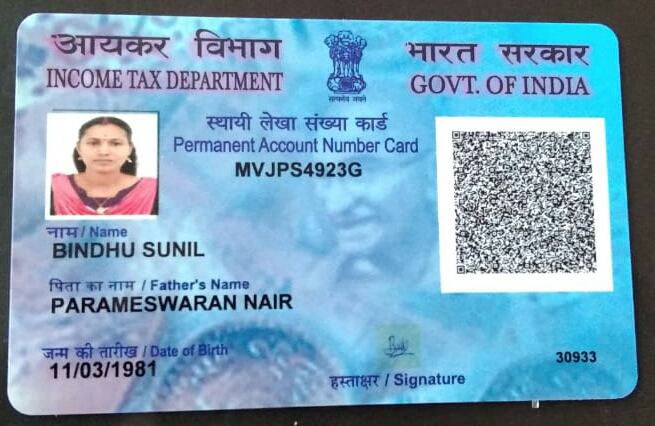 आयकर विभाग
INCOME TAX DEPARTMENT
भारत सरकार
GOVT. OF INDIA
सत्यमेव जयते
स्थायी लेखा संख्या कार्ड
Permanent Account Number Card
MVJPS4923G
नाम / Name
BINDHU SUNIL
पिता का नाम / Father's Name
PARAMESWARAN NAIR
जन्म की तारीख / Date of Birth
11/03/1981
हस्ताक्षर / Signature
30933